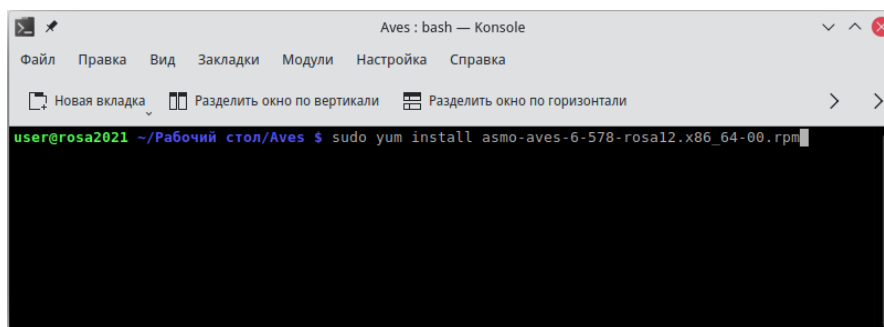 Aves : bash — Konsole
Файл Правка Вид Закладки Модули Настройка Справка
Новая вкладка Разделить окно по вертикали Разделить окно по горизонтали
user@rosa2021 ~/Рабочий стол/Aves $ sudo yum install asmo-aves-6-578-rosa12.x86_64-00.rpm